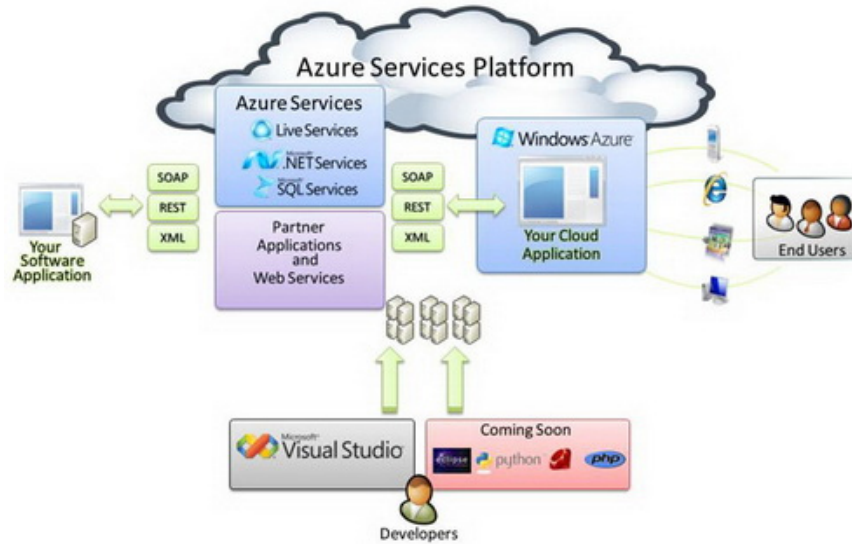 Azure Services Platform
Azure Services
Live Services
Microsoft
.NET Services
Microsoft
SQL Services
Windows Azure
SOAP
REST
XML
SOAP
REST
XML
Your
Software
Application
Partner
Applications
and
Web Services
Your Cloud
Application
End Users
Microsoft
Visual Studio
Coming Soon
eclipse
python
php
Developers